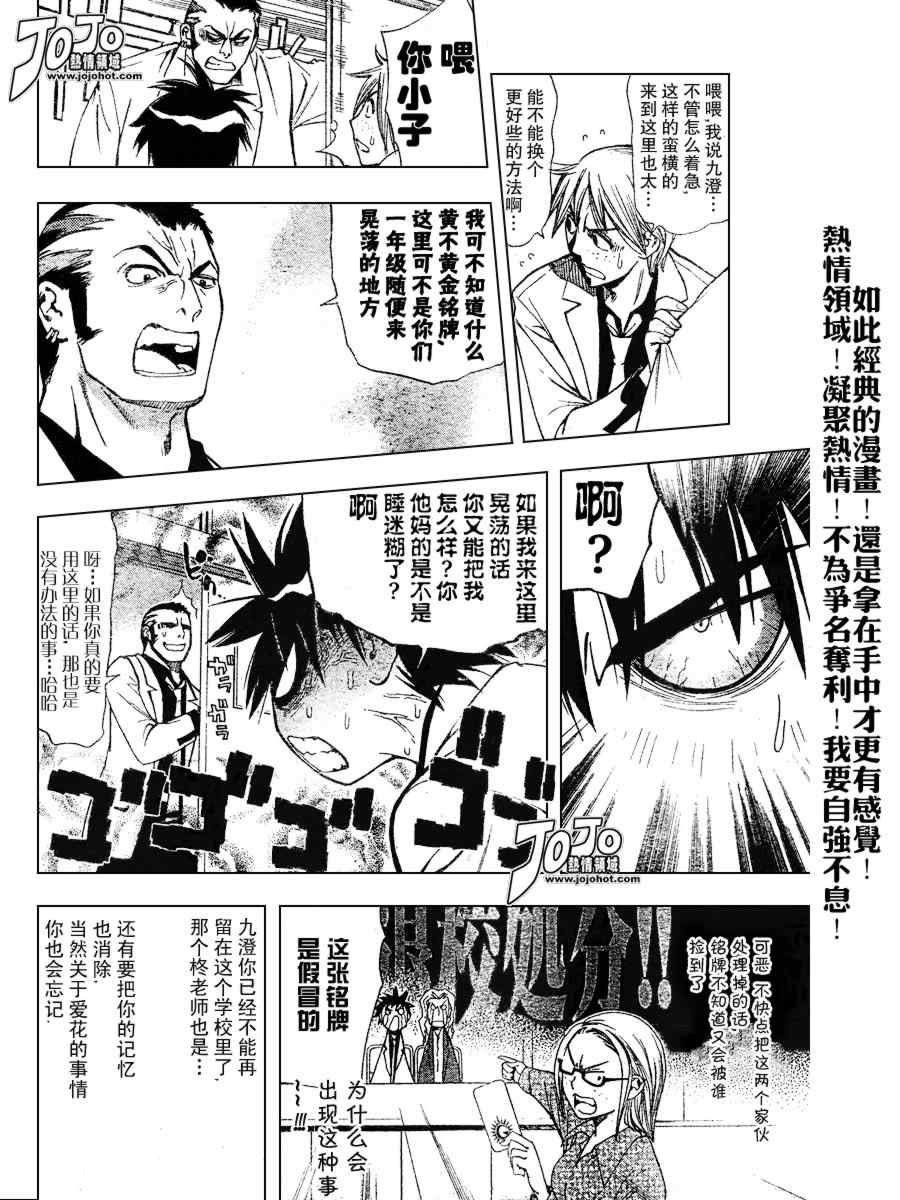 JOJO
熱情領域
www.jojohot.com
喂
你小子
喂喂,我说九澄…
不管怎么着急
这样的蛮横的
来到这里也太…
能不能换个
更好些的方法啊…
我可不知道什么
黄不黄金铭牌、
这里可不是你们
一年级随便来
晃荡的地方
啊?
如果我来这里
晃荡的话
你又能把我
怎么样?你
他妈的是不是
睡迷糊了?
啊
呀…如果你真的要
用这里的话,那也是
没有办法的事…哈哈
ガラガラ
ゴゴゴゴゴ
JOJO
熱情領域
www.jojohot.com
退校処分!!
可恶 不快点把这两个家伙
处理掉的话,
铭牌不知道又会被谁
捡到了
这张铭牌
是假冒的
为什么会
出现这种事
~~!!!
九澄你已经不能再
留在这个学校里了,
那个柊老师也是…
还有要把你的记忆
也消除.
当然关于爱花的事情
你也会忘记.
如此經典的漫畫!還是拿在手中才更有感覺!
熱情領域!凝聚熱情!不為爭名奪利!我要自強不息!